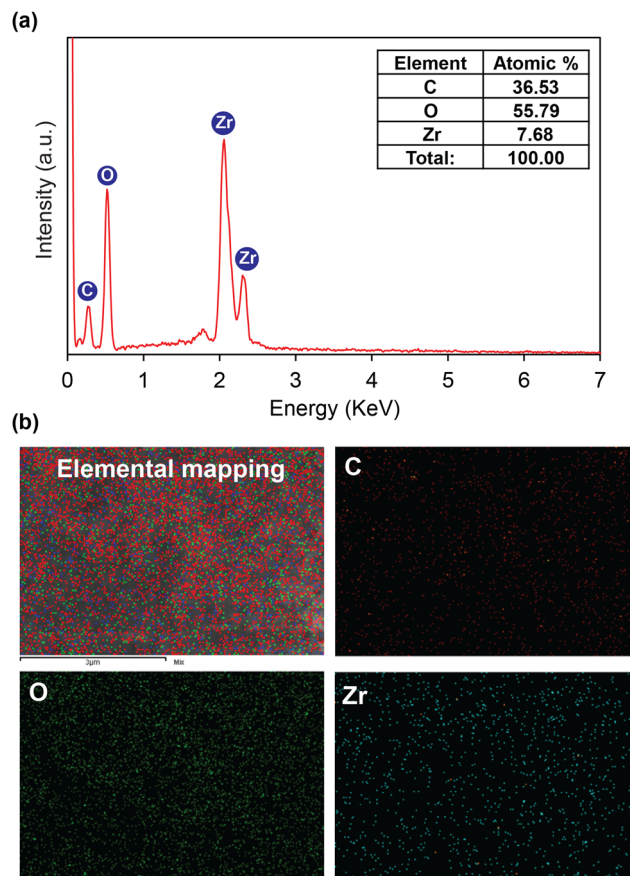 (a)
Intensity (a.u.)
Element Atomic %
C 36.53
O 55.79
Zr 7.68
Total: 100.00
Zr
O
Zr
C
0 1 2 3 4 5 6 7
Energy (KeV)
(b)
Elemental mapping
C
3μm
Mix
O
Zr